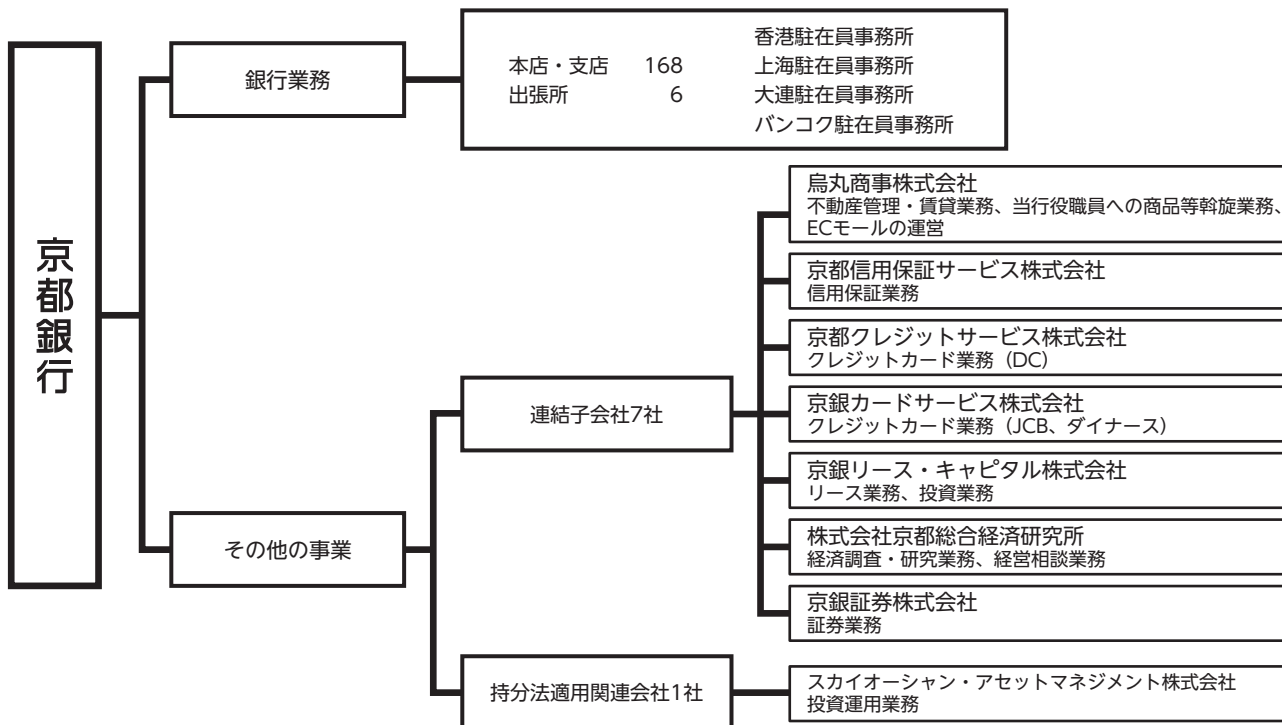 京都銀行
銀行業務
本店・支店 168
出張所 6
香港駐在員事務所
上海駐在員事務所
大連駐在員事務所
バンコク駐在員事務所
その他の事業
連結子会社7社
烏丸商事株式会社
不動産管理・賃貸業務、当行役職員への商品等斡旋業務、
ECモールの運営
京都信用保証サービス株式会社
信用保証業務
京都クレジットサービス株式会社
クレジットカード業務（DC）
京銀カードサービス株式会社
クレジットカード業務（JCB、ダイナース）
京銀リース・キャピタル株式会社
リース業務、投資業務
株式会社京都総合経済研究所
経済調査・研究業務、経営相談業務
京銀証券株式会社
証券業務
持分法適用関連会社1社
スカイオーシャン・アセットマネジメント株式会社
投資運用業務